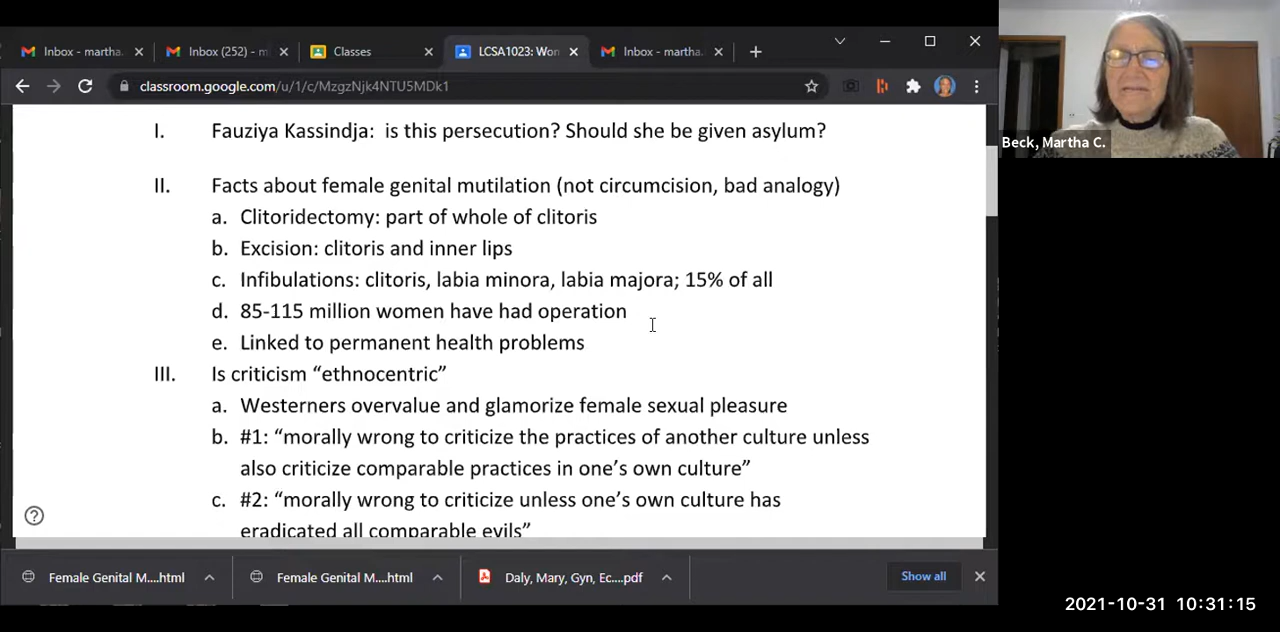 Inbox - martha.
Inbox (252) - m
Classes
LCSA1023: Won
Inbox - martha.
classroom.google.com/u/1/c/MzgzNjk4NTU5MDk1
Beck, Martha C.
I. Fauziya Kassindja: is this persecution? Should she be given asylum?
II. Facts about female genital mutilation (not circumcision, bad analogy)
a. Clitoridectomy: part of whole of clitoris
b. Excision: clitoris and inner lips
c. Infibulations: clitoris, labia minora, labia majora; 15% of all
d. 85-115 million women have had operation
e. Linked to permanent health problems
III. Is criticism “ethnocentric”
a. Westerners overvalue and glamorize female sexual pleasure
b. #1: “morally wrong to criticize the practices of another culture unless
also criticize comparable practices in one’s own culture”
c. #2: “morally wrong to criticize unless one’s own culture has
eradicated all comparable evils”
Female Genital M....html
Female Genital M....html
Daly, Mary, Gyn, Ec....pdf
Show all
2021-10-31 10:31:15